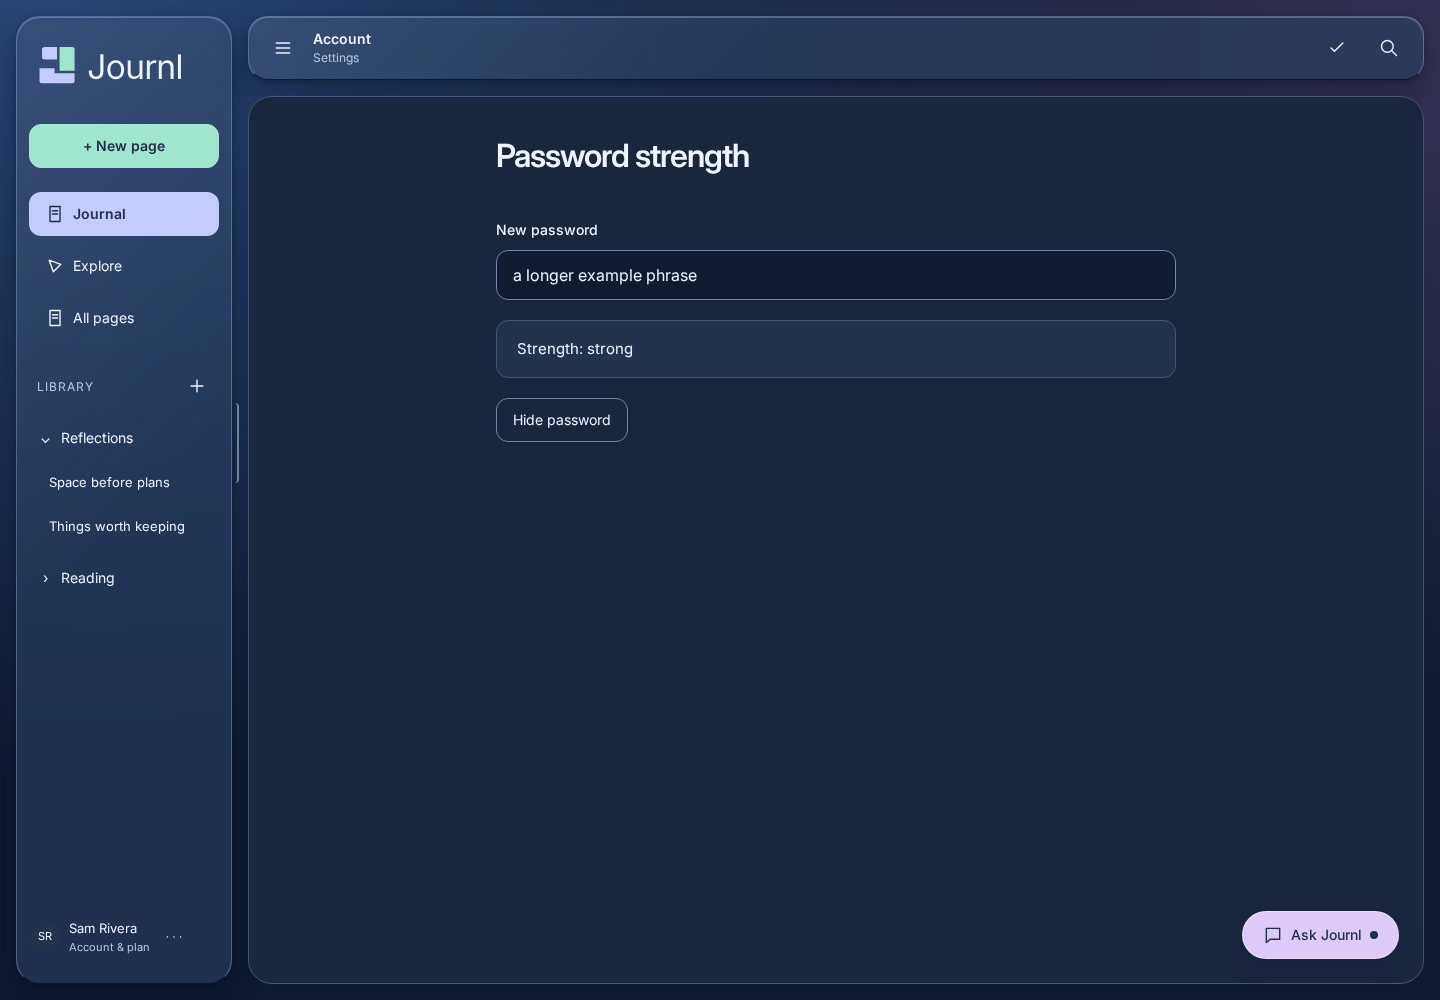 Journl
+ New page
Journal
Explore
All pages
LIBRARY
Reflections
Space before plans
Things worth keeping
Reading
SR
Sam Rivera
Account & plan
Account
Settings
Password strength
New password
a longer example phrase
Strength: strong
Hide password
Ask Journl